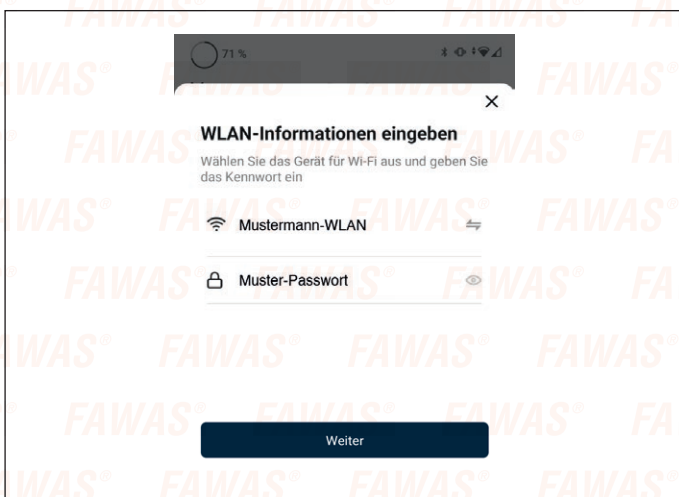 71 %
WLAN-Informationen eingeben
Wählen Sie das Gerät für Wi-Fi aus und geben Sie
das Kennwort ein
Mustermann-WLAN
Muster-Passwort
Weiter
FAWAS®